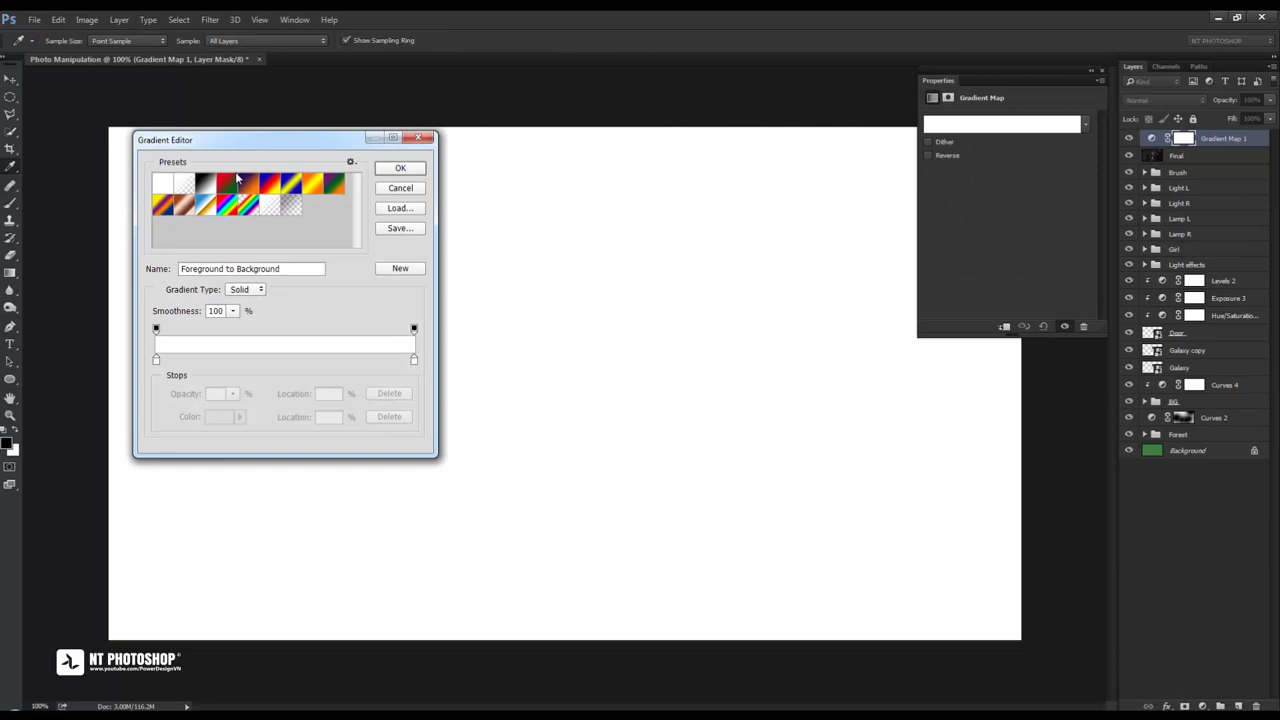 Ps File Edit Image Layer Type Select Filter 3D View Window Help
Sample Size: Point Sample Sample: All Layers Show Sampling Ring NT PHOTOSHOP
Photo Manipulation @ 100% (Gradient Map 1, Layer Mask/8) * ×
Properties
Gradient Map
Dither
Reverse
Gradient Editor
Presets
OK
Cancel
Load...
Save...
Name: Foreground to Background
New
Gradient Type: Solid
Smoothness: 100 %
Stops
Opacity: % Location: % Delete
Color: Location: % Delete
Layers Channels Paths
Kind
Normal Opacity: 100%
Lock: Fill: 100%
Gradient Map 1
Final
Brush
Light L
Light R
Lamp L
Lamp R
Girl
Light effects
Levels 2
Exposure 3
Hue/Saturatio...
Door
Galaxy copy
Galaxy
Curves 4
BG
Curves 2
Forest
Background
NT PHOTOSHOP
www.youtube.com/PowerDesignVN
100% Doc: 3.00M/116.2M